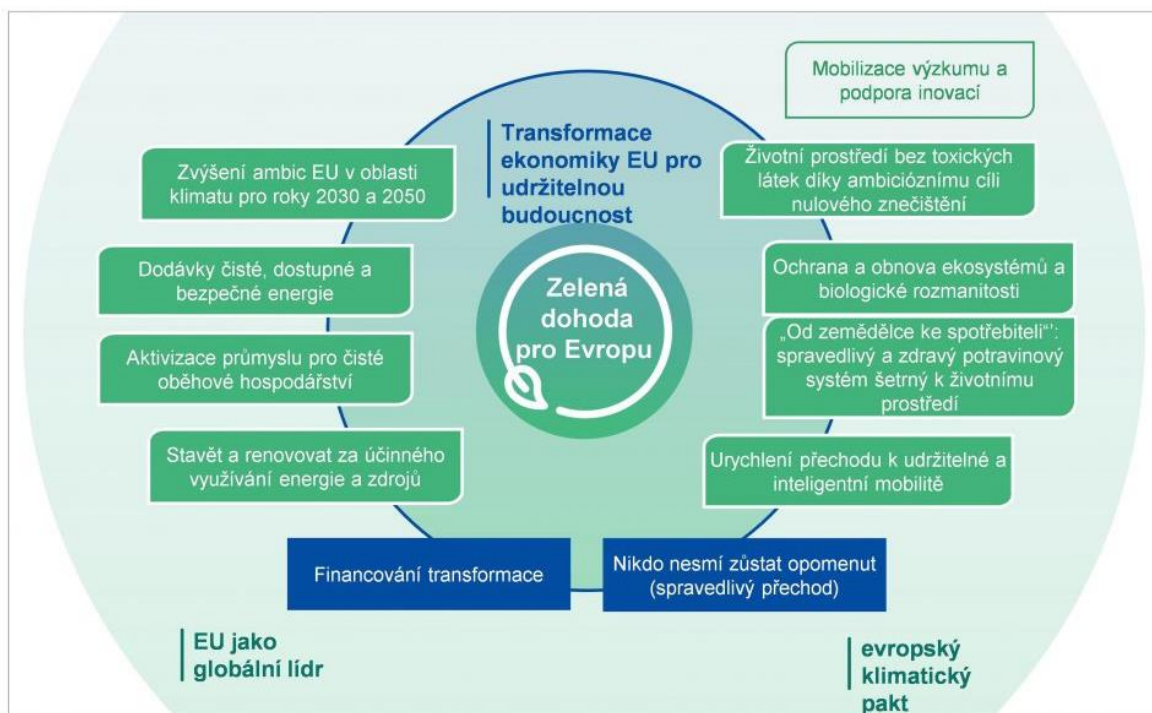 Mobilizace výzkumu a
podpora inovací
Transformace
ekonomiky EU pro
udržitelnou
budoucnost
Zvýšení ambic EU v oblasti
klimatu pro roky 2030 a 2050
Životní prostředí bez toxických
látek díky ambicióznímu cíli
nulového znečištění
Dodávky čisté, dostupné a
bezpečné energie
Zelená
dohoda
pro Evropu
Ochrana a obnova ekosystémů a
biologické rozmanitosti
Aktivizace průmyslu pro čisté
oběhové hospodářství
„Od zemědělce ke spotřebiteli“':
spravedlivý a zdravý potravinový
systém šetrný k životnímu
prostředí
Stavět a renovovat za účinného
využívání energie a zdrojů
Urychlení přechodu k udržitelné a
inteligentní mobilitě
Financování transformace
Nikdo nesmí zůstat opomenut
(spravedlivý přechod)
EU jako
globální lídr
evropský
klimatický
pakt